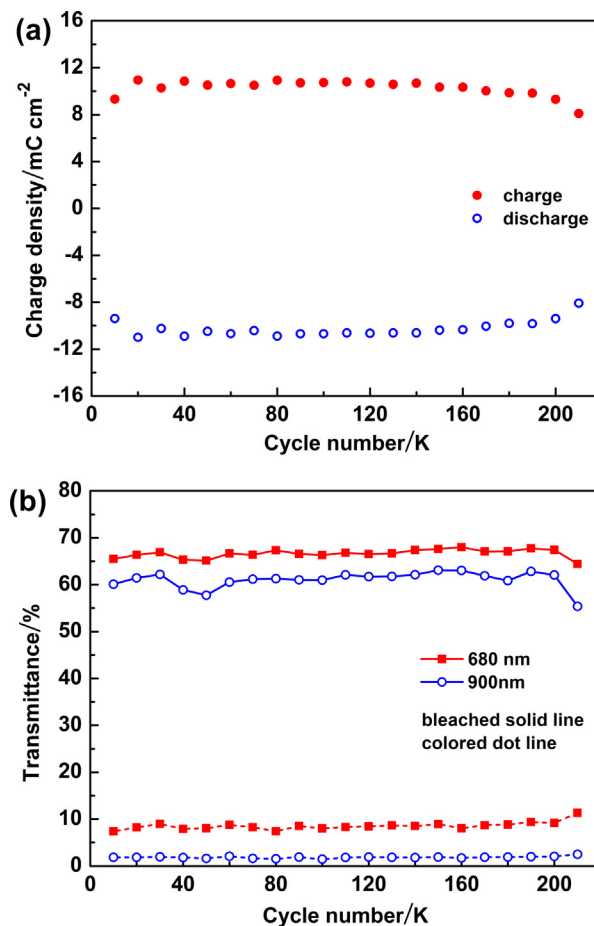 (a)
Charge density/mC cm⁻²
16
12
8
4
0
-4
-8
-12
-16
charge
discharge
0 40 80 120 160 200
Cycle number/K
(b)
Transmittance/%
80
70
60
50
40
30
20
10
0
680 nm
900nm
bleached solid line
colored dot line
0 40 80 120 160 200
Cycle number/K